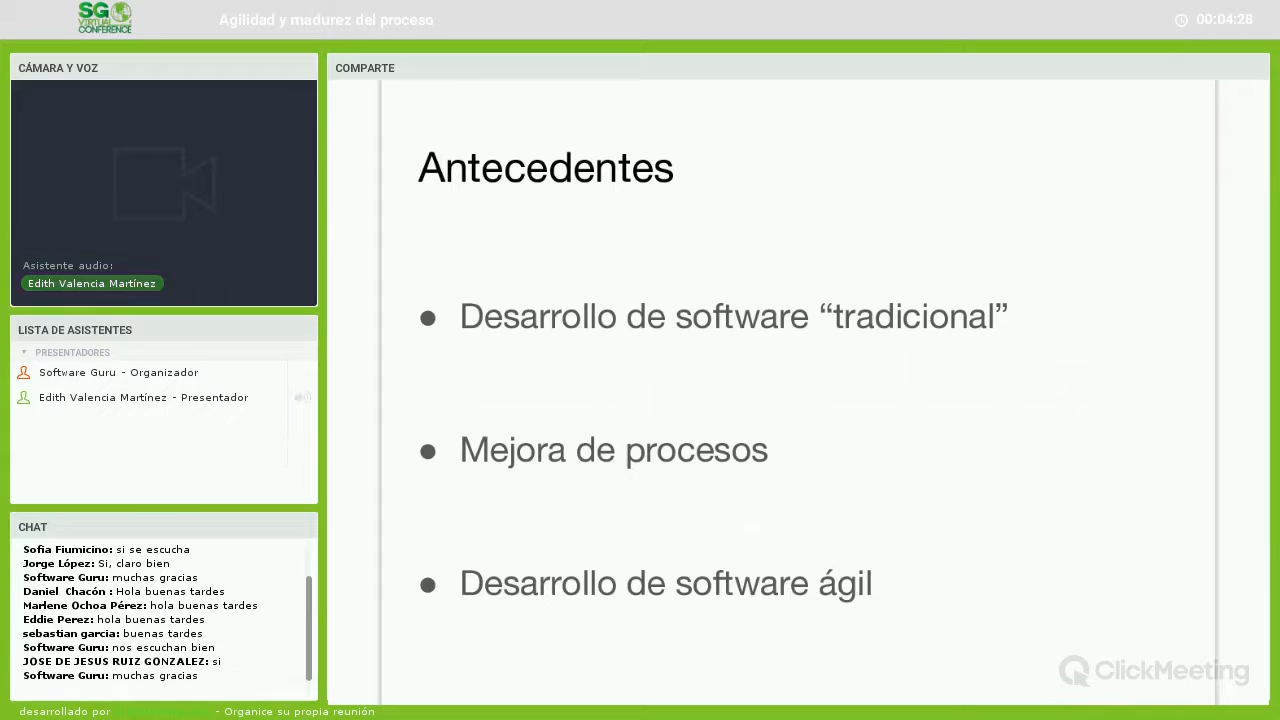 SG
VIRTUAL
CONFERENCE
Agilidad y madurez del proceso
00:04:28
CÁMARA Y VOZ
Asistente audio:
Edith Valencia Martínez
LISTA DE ASISTENTES
PRESENTADORES
Software Guru - Organizador
Edith Valencia Martínez - Presentador
CHAT
Sofia Fiumicino: si se escucha
Jorge López: Si, claro bien
Software Guru: muchas gracias
Daniel Chacón : Hola buenas tardes
Marlene Ochoa Pérez: hola buenas tardes
Eddie Perez: hola buenas tardes
sebastian garcia: buenas tardes
Software Guru: nos escuchan bien
JOSE DE JESUS RUIZ GONZALEZ: si
Software Guru: muchas gracias
COMPARTE
Antecedentes
● Desarrollo de software “tradicional”
● Mejora de procesos
● Desarrollo de software ágil
ClickMeeting
desarrollado por
- Organice su propia reunión